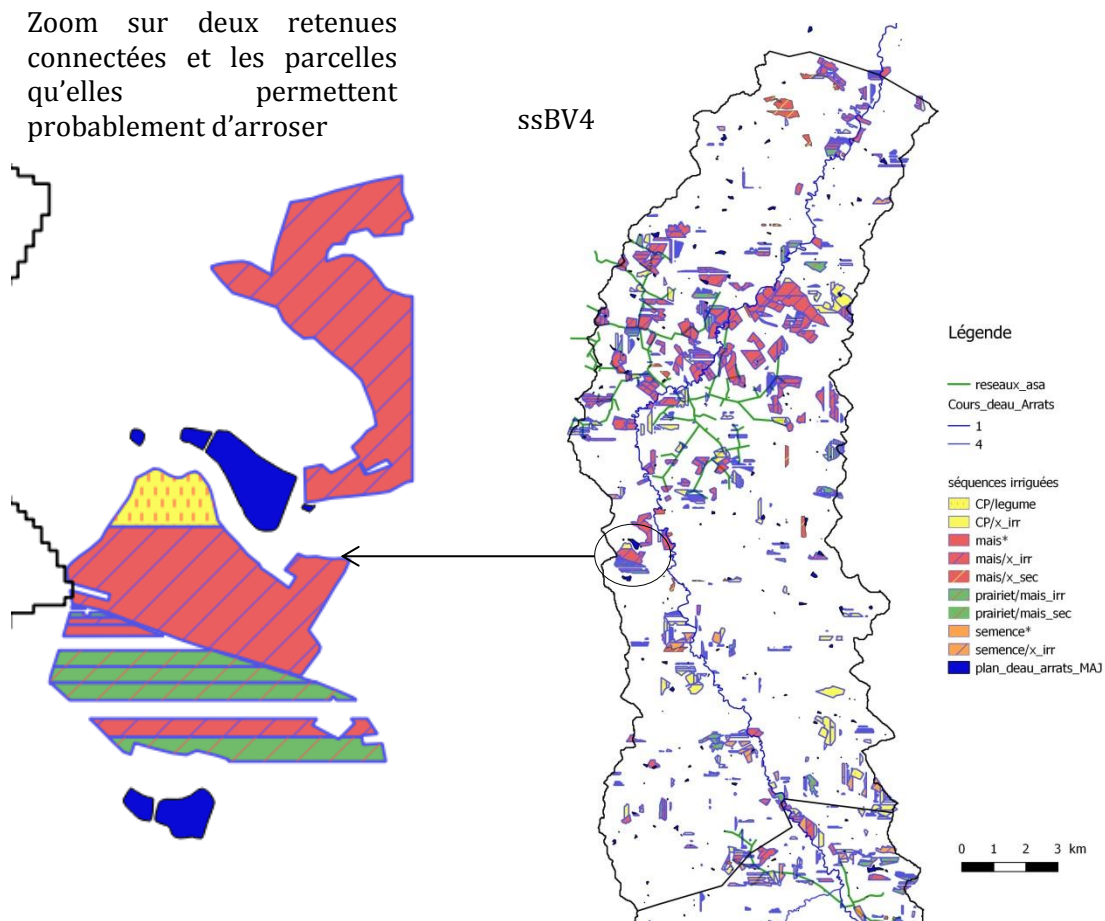 Zoom sur deux retenues
connectées et les parcelles
qu’elles permettent
probablement d’arroser
ssBV4
Légende
reseaux_asa
Cours_deau_Arrats
1
4
séquences irriguées
CP/legume
CP/x_irr
mais*
mais/x_irr
mais/x_sec
prairiet/mais_irr
prairiet/mais_sec
semence*
semence/x_irr
plan_deau_arrats_MAJ
0 1 2 3 km